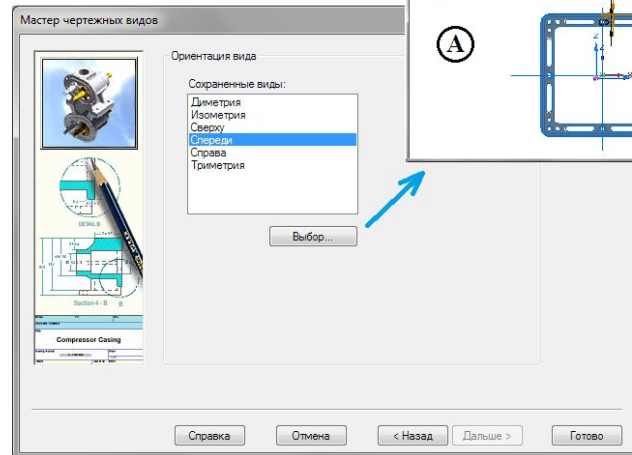 Мастер чертежных видов
A
Ориентация вида
Сохраненные виды:
Диметрия
Изометрия
Сверху
Спереди
Справа
Триметрия
Выбор...
DETAIL B
Section 4 - B B
Compressor Casing
Справка
Отмена
< Назад
Дальше >
Готово